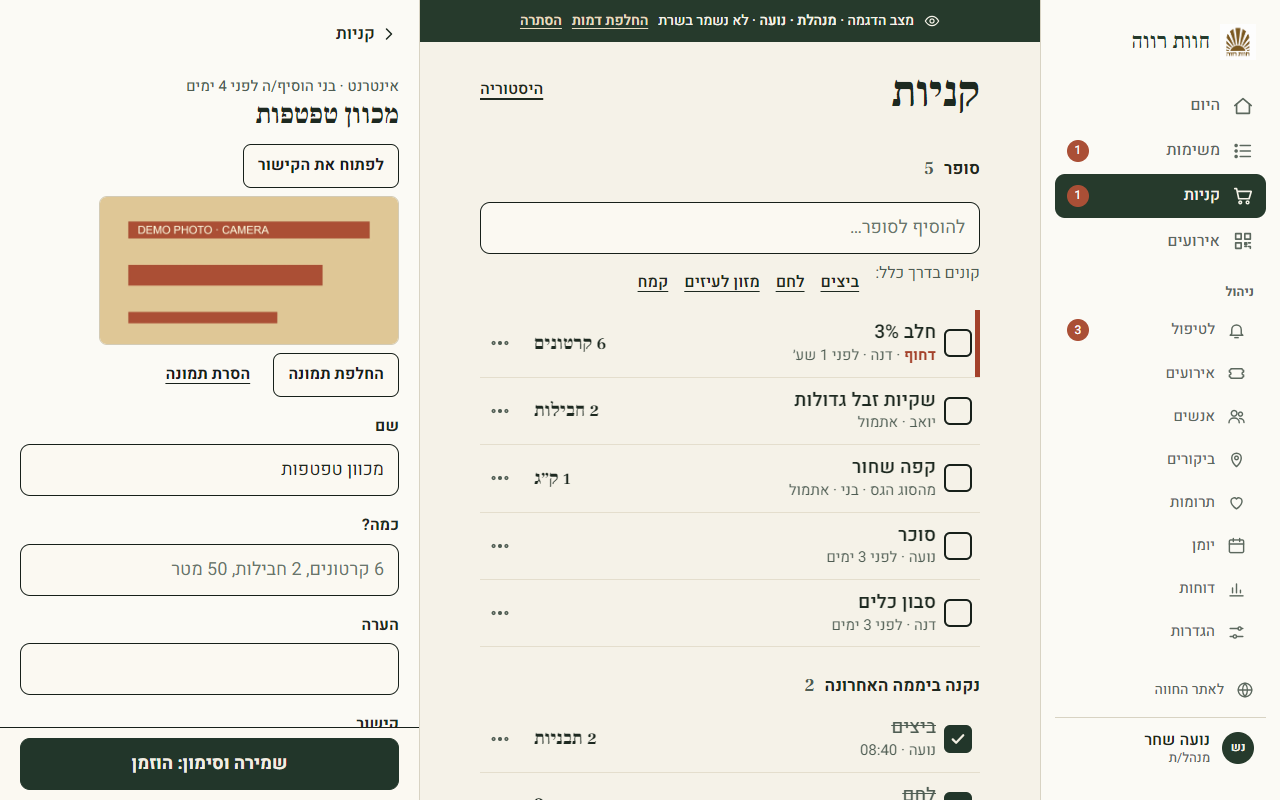 מצב הדגמה · מנהלת · נועה · לא נשמר בשרת החלפת דמות הסתרה
חוות רווה
היום
משימות 1
קניות 1
אירועים
ניהול
לטיפול 3
אירועים
אנשים
ביקורים
תרומות
יומן
דוחות
הגדרות
לאתר החווה
נש
נועה שחר
מנהל/ת
קניות
היסטוריה
סופר 5
להוסיף לסופר...
קונים בדרך כלל: ביצים לחם מזון לעיזים קמח
חלב 3%
דחוף · דנה · לפני 1 שע׳
6 קרטונים
שקיות זבל גדולות
יואב · אתמול
2 חבילות
קפה שחור
מהסוג הגס · בני · אתמול
1 ק״ג
סוכר
נועה · לפני 3 ימים
סבון כלים
דנה · לפני 3 ימים
נקנה ביממה האחרונה 2
ביצים
נועה · 08:40
2 תבניות
לחם
קניות
אינטרנט · בני הוסיף/ה לפני 4 ימים
מכוון טפטפות
לפתוח את הקישור
DEMO PHOTO · CAMERA
החלפת תמונה הסרת תמונה
שם
מכוון טפטפות
כמה?
6 קרטונים, 2 חבילות, 50 מטר
הערה
קישור
שמירה וסימון: הוזמן